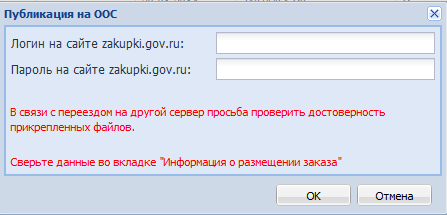 Публикация на ООС
Логин на сайте zakupki.gov.ru:
Пароль на сайте zakupki.gov.ru:
В связи с переездом на другой сервер просьба проверить достоверность
прикрепленных файлов.
Сверьте данные во вкладке "Информация о размещении заказа"
ОК
Отмена